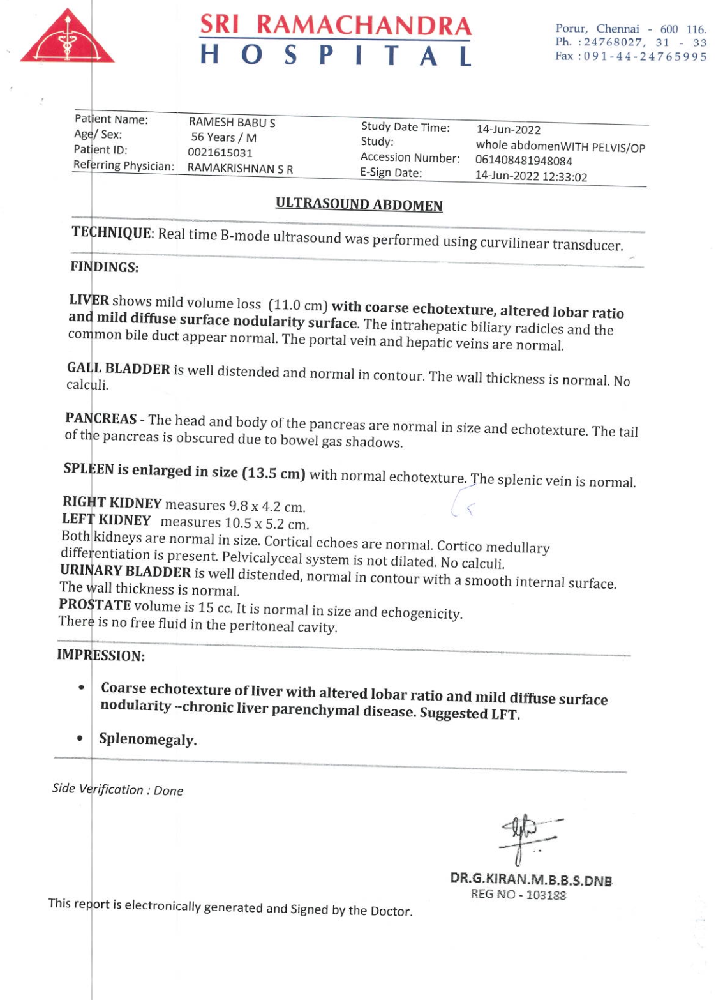 SRI RAMACHANDRA
HOSPITAL
Porur, Chennai - 600 116.
Ph. : 24768027, 31 - 33
Fax : 091-44-24765995
Patient Name: RAMESH BABU S Study Date Time: 14-Jun-2022
Age/ Sex: 56 Years / M Study: whole abdomenWITH PELVIS/OP
Patient ID: 0021615031 Accession Number: 061408481948084
Referring Physician: RAMAKRISHNAN S R E-Sign Date: 14-Jun-2022 12:33:02
ULTRASOUND ABDOMEN
TECHNIQUE: Real time B-mode ultrasound was performed using curvilinear transducer.
FINDINGS:
LIVER shows mild volume loss (11.0 cm) with coarse echotexture, altered lobar ratio
and mild diffuse surface nodularity surface. The intrahepatic biliary radicles and the
common bile duct appear normal. The portal vein and hepatic veins are normal.
GALL BLADDER is well distended and normal in contour. The wall thickness is normal. No
calculi.
PANCREAS - The head and body of the pancreas are normal in size and echotexture. The tail
of the pancreas is obscured due to bowel gas shadows.
SPLEEN is enlarged in size (13.5 cm) with normal echotexture. The splenic vein is normal.
RIGHT KIDNEY measures 9.8 x 4.2 cm.
LEFT KIDNEY measures 10.5 x 5.2 cm.
Both kidneys are normal in size. Cortical echoes are normal. Cortico medullary
differentiation is present. Pelvicalyceal system is not dilated. No calculi.
URINARY BLADDER is well distended, normal in contour with a smooth internal surface.
The wall thickness is normal.
PROSTATE volume is 15 cc. It is normal in size and echogenicity.
There is no free fluid in the peritoneal cavity.
IMPRESSION:
• Coarse echotexture of liver with altered lobar ratio and mild diffuse surface
nodularity –chronic liver parenchymal disease. Suggested LFT.
• Splenomegaly.
Side Verification : Done
DR.G.KIRAN.M.B.B.S.DNB
REG NO - 103188
This report is electronically generated and Signed by the Doctor.